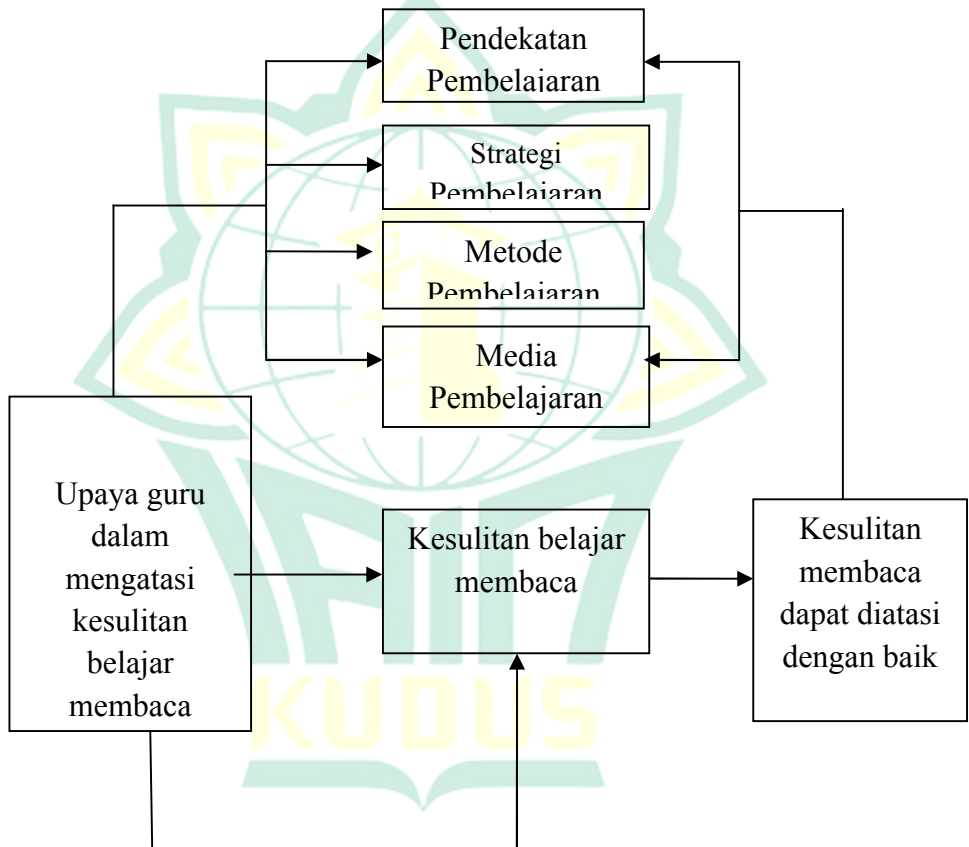 Pendekatan
Pembelajaran
Strategi
Pembelajaran
Metode
Pembelajaran
Media
Pembelajaran
Upaya guru
dalam
mengatasi
kesulitan
belajar
membaca
Kesulitan belajar
membaca
Kesulitan
membaca
dapat diatasi
dengan baik
IAIN
KUDUS